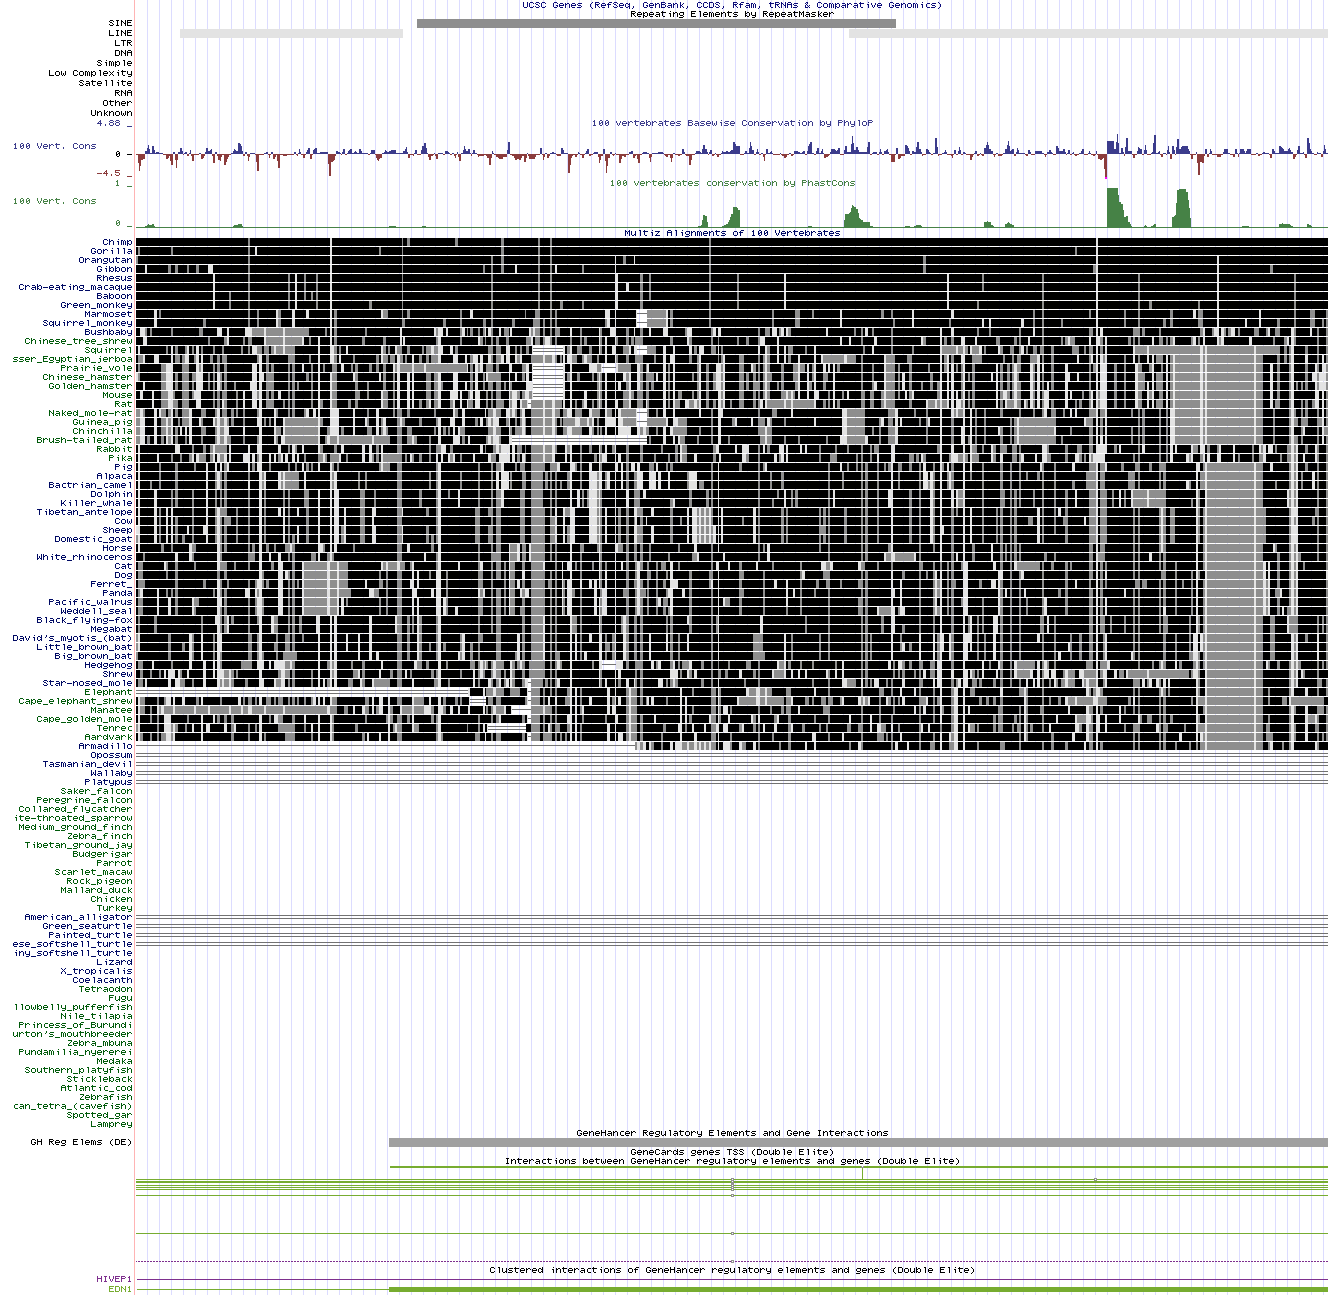 UCSC Genes (RefSeq, GenBank, CCDS, Rfam, tRNAs & Comparative Genomics)
Repeating Elements by RepeatMasker
SINE
LINE
LTR
DNA
Simple
Low Complexity
Satellite
RNA
Other
Unknown
100 vertebrates Basewise Conservation by PhyloP
4.88 _
100 Vert. Cons
0 _
-4.5 _
100 vertebrates conservation by PhastCons
1 _
100 Vert. Cons
0 _
Multiz Alignments of 100 Vertebrates
Chimp
Gorilla
Orangutan
Gibbon
Rhesus
Crab-eating_macaque
Baboon
Green_monkey
Marmoset
Squirrel_monkey
Bushbaby
Chinese_tree_shrew
Squirrel
sser_Egyptian_jerboa
Prairie_vole
Chinese_hamster
Golden_hamster
Mouse
Rat
Naked_mole-rat
Guinea_pig
Chinchilla
Brush-tailed_rat
Rabbit
Pika
Pig
Alpaca
Bactrian_camel
Dolphin
Killer_whale
Tibetan_antelope
Cow
Sheep
Domestic_goat
Horse
White_rhinoceros
Cat
Dog
Ferret_
Panda
Pacific_walrus
Weddell_seal
Black_flying-fox
Megabat
David's_myotis_(bat)
Little_brown_bat
Big_brown_bat
Hedgehog
Shrew
Star-nosed_mole
Elephant
Cape_elephant_shrew
Manatee
Cape_golden_mole
Tenrec
Aardvark
Armadillo
Opossum
Tasmanian_devil
Wallaby
Platypus
Saker_falcon
Peregrine_falcon
Collared_flycatcher
ite-throated_sparrow
Medium_ground_finch
Zebra_finch
Tibetan_ground_jay
Budgerigar
Parrot
Scarlet_macaw
Rock_pigeon
Mallard_duck
Chicken
Turkey
American_alligator
Green_seaturtle
Painted_turtle
ese_softshell_turtle
iny_softshell_turtle
Lizard
X_tropicalis
Coelacanth
Tetraodon
Fugu
llowbelly_pufferfish
Nile_tilapia
Princess_of_Burundi
urton's_mouthbreeder
Zebra_mbuna
Pundamilia_nyererei
Medaka
Southern_platyfish
Stickleback
Atlantic_cod
Zebrafish
can_tetra_(cavefish)
Spotted_gar
Lamprey
GeneHancer Regulatory Elements and Gene Interactions
GH Reg Elems (DE)
GeneCards genes TSS (Double Elite)
Interactions between GeneHancer regulatory elements and genes (Double Elite)
Clustered interactions of GeneHancer regulatory elements and genes (Double Elite)
HIVEP1
EDN1